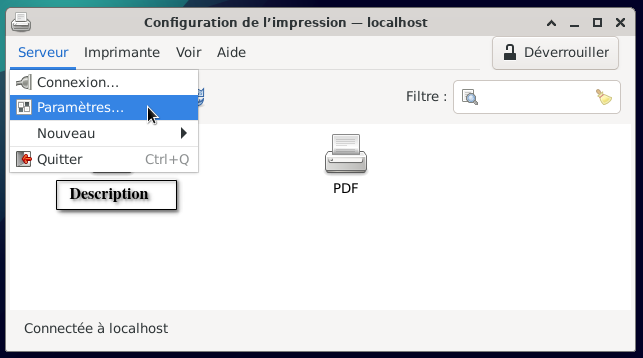 Configuration de l’impression — localhost
Serveur Imprimante Voir Aide
Déverrouiller
Connexion...
Paramètres...
Nouveau
Quitter Ctrl+Q
Filtre :
Description
PDF
Connectée à localhost